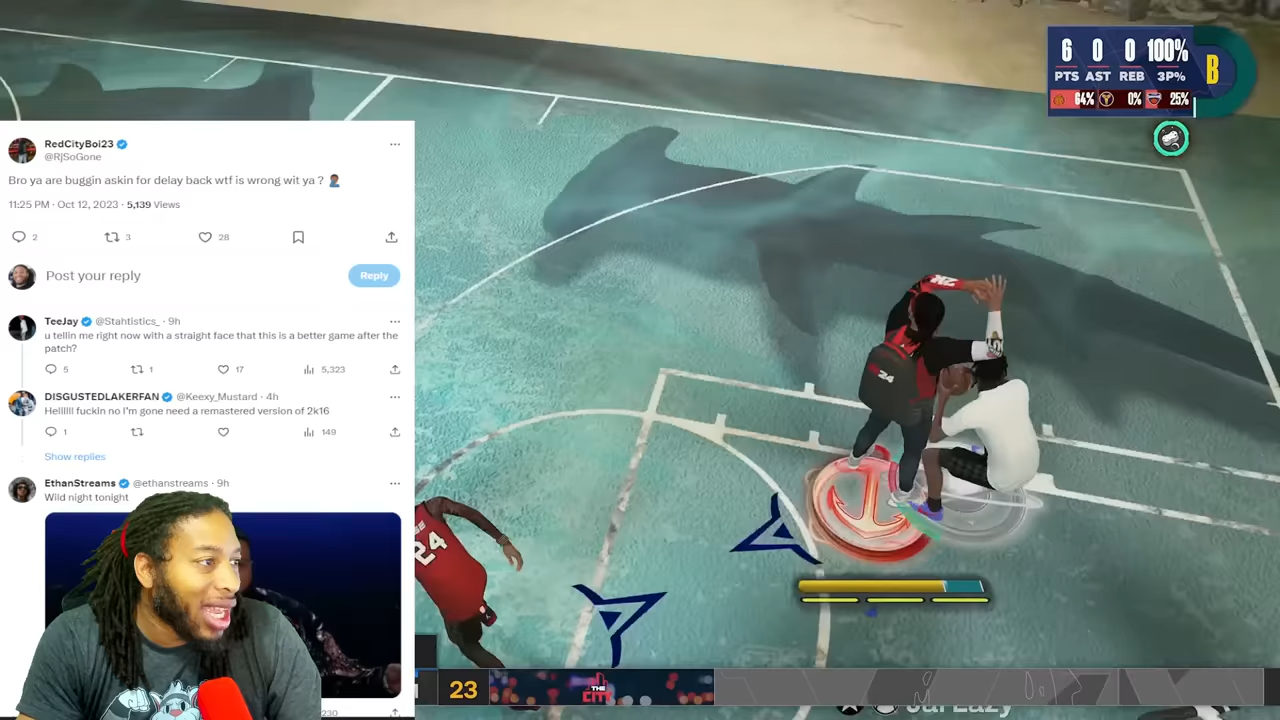 RedCityBoi23
@RjSoGone
Bro ya are buggin askin for delay back wtf is wrong wit ya ?
11:25 PM · Oct 12, 2023 · 5,139 Views
2 3 28
Post your reply
Reply
TeeJay @Stahtistics_ · 9h
u tellin me right now with a straight face that this is a better game after the
patch?
5 1 17 5,323
DISGUSTEDLAKERFAN @Keexy_Mustard · 4h
Hellllll fuckin no I'm gone need a remastered version of 2k16
1 149
Show replies
EthanStreams @ethanstreams · 9h
Wild night tonight
230
6 0 0 100%
PTS AST REB 3P%
B
64% 0% 25%
24
24
23
THE
CITY